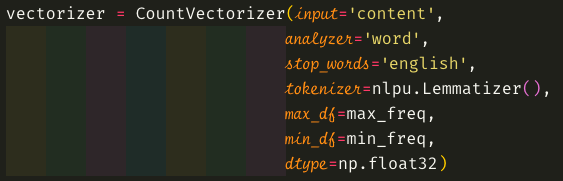 vectorizer = CountVectorizer(input='content',
analyzer='word',
stop_words='english',
tokenizer=nlpu.Lemmatizer(),
max_df=max_freq,
min_df=min_freq,
dtype=np.float32)